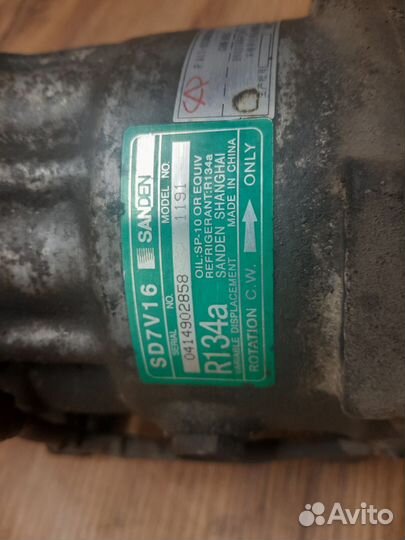 SD7V16 SANDEN
SERIAL NO. MODEL NO.
0414902858 1191
R134a
OIL:SP-10 OR EQUIV
REFRIGERANT:R134a
SANDEN SHANGHAI
VARIABLE DISPLACEMENT MADE IN CHINA
ROTATION C.W. ONLY
Avito